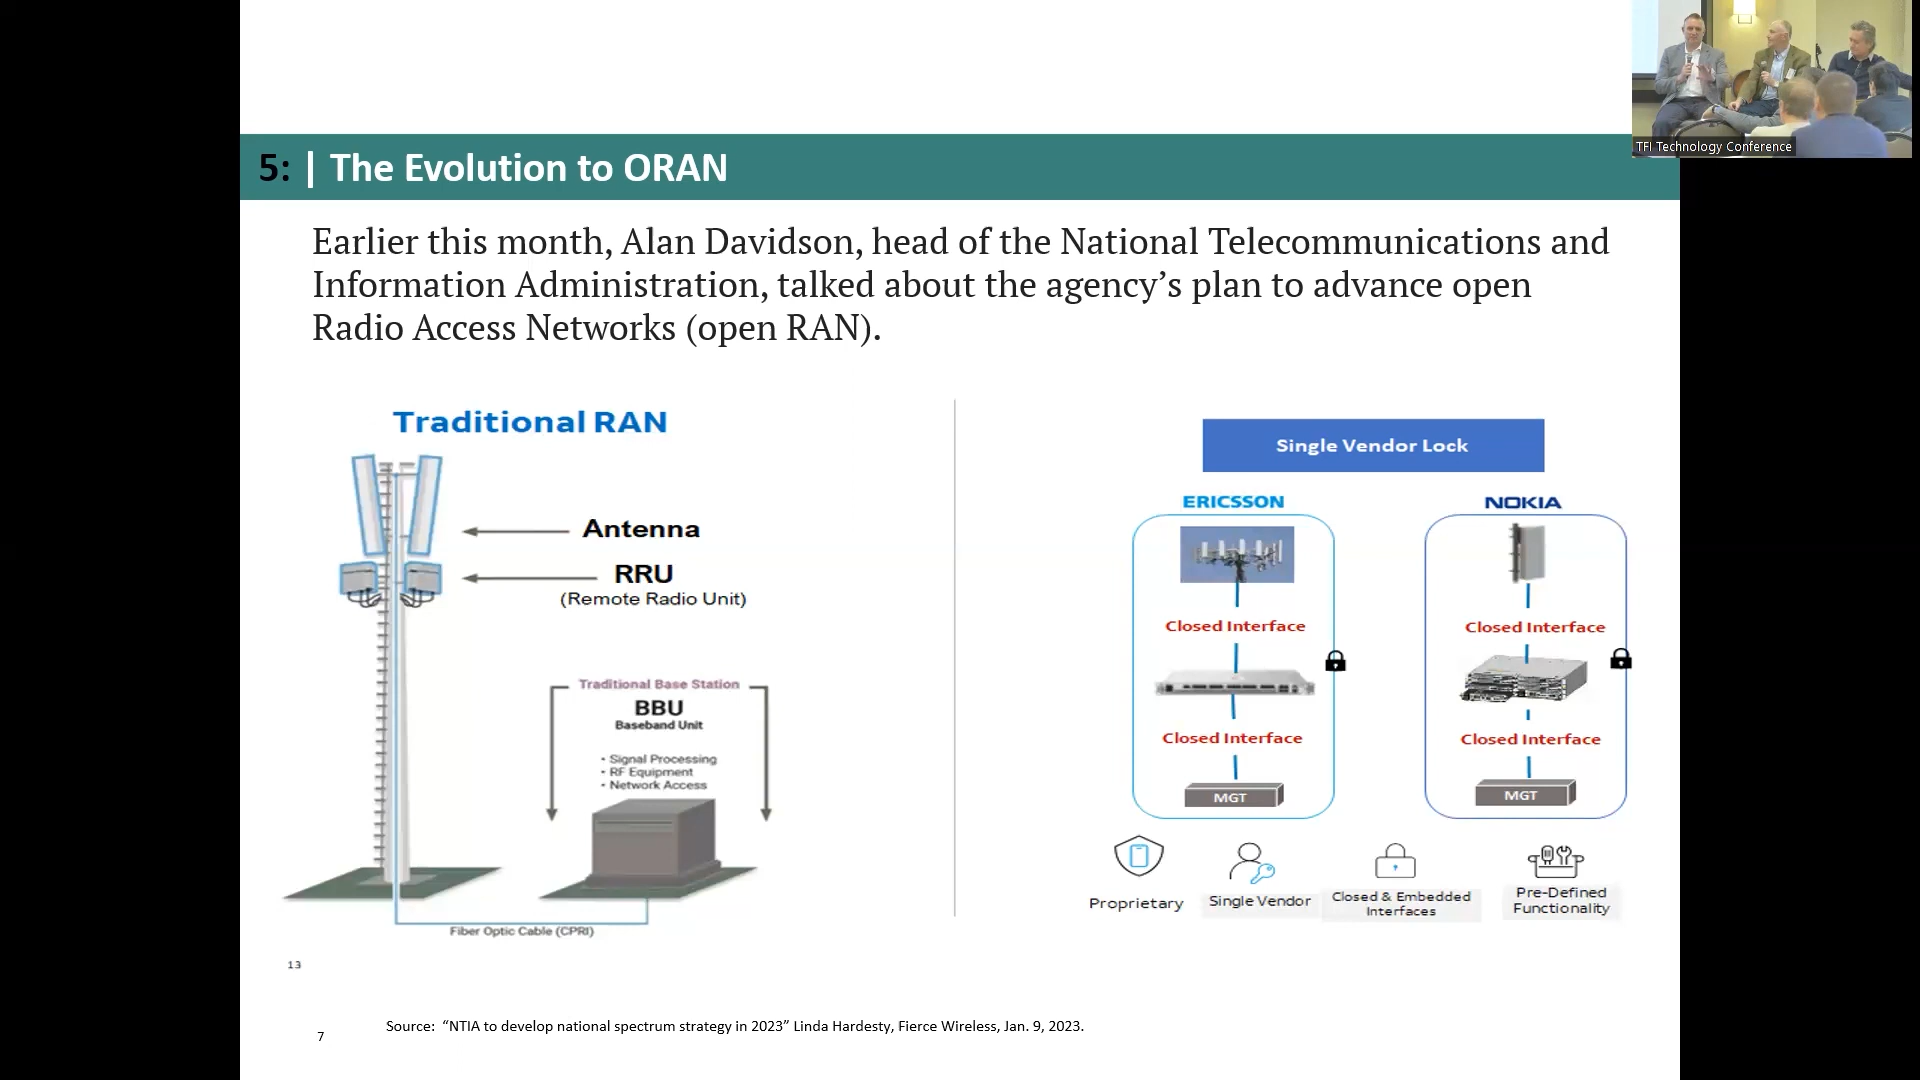 TFI Technology Conference
5: | The Evolution to ORAN
Earlier this month, Alan Davidson, head of the National Telecommunications and
Information Administration, talked about the agency’s plan to advance open
Radio Access Networks (open RAN).
Traditional RAN
Antenna
RRU
(Remote Radio Unit)
Traditional Base Station
BBU
Baseband Unit
• Signal Processing
• RF Equipment
• Network Access
Fiber Optic Cable (CPRI)
Single Vendor Lock
ERICSSON
Closed Interface
Closed Interface
MGT
NOKIA
Closed Interface
Closed Interface
MGT
Proprietary
Single Vendor
Closed & Embedded
Interfaces
Pre-Defined
Functionality
13
7
Source: “NTIA to develop national spectrum strategy in 2023” Linda Hardesty, Fierce Wireless, Jan. 9, 2023.